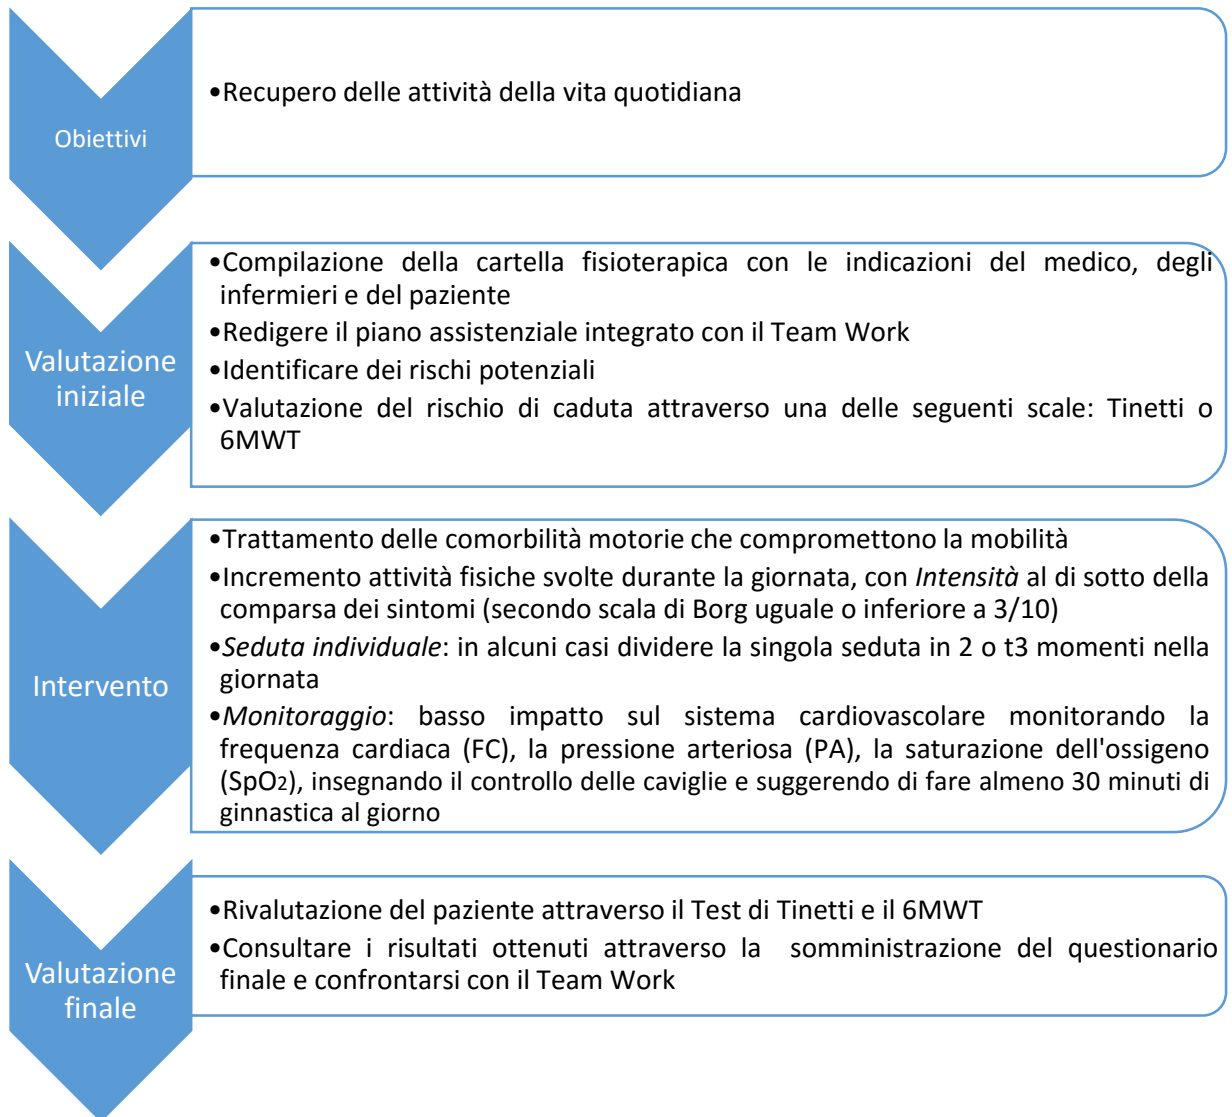 Obiettivi
•Recupero delle attività della vita quotidiana
Valutazione
iniziale
•Compilazione della cartella fisioterapica con le indicazioni del medico, degli
infermieri e del paziente
•Redigere il piano assistenziale integrato con il Team Work
•Identificare dei rischi potenziali
•Valutazione del rischio di caduta attraverso una delle seguenti scale: Tinetti o
6MWT
Intervento
•Trattamento delle comorbilità motorie che compromettono la mobilità
•Incremento attività fisiche svolte durante la giornata, con Intensità al di sotto della
comparsa dei sintomi (secondo scala di Borg uguale o inferiore a 3/10)
•Seduta individuale: in alcuni casi dividere la singola seduta in 2 o t3 momenti nella
giornata
•Monitoraggio: basso impatto sul sistema cardiovascolare monitorando la
frequenza cardiaca (FC), la pressione arteriosa (PA), la saturazione dell'ossigeno
(SpO2), insegnando il controllo delle caviglie e suggerendo di fare almeno 30 minuti di
ginnastica al giorno
Valutazione
finale
•Rivalutazione del paziente attraverso il Test di Tinetti e il 6MWT
•Consultare i risultati ottenuti attraverso la somministrazione del questionario
finale e confrontarsi con il Team Work